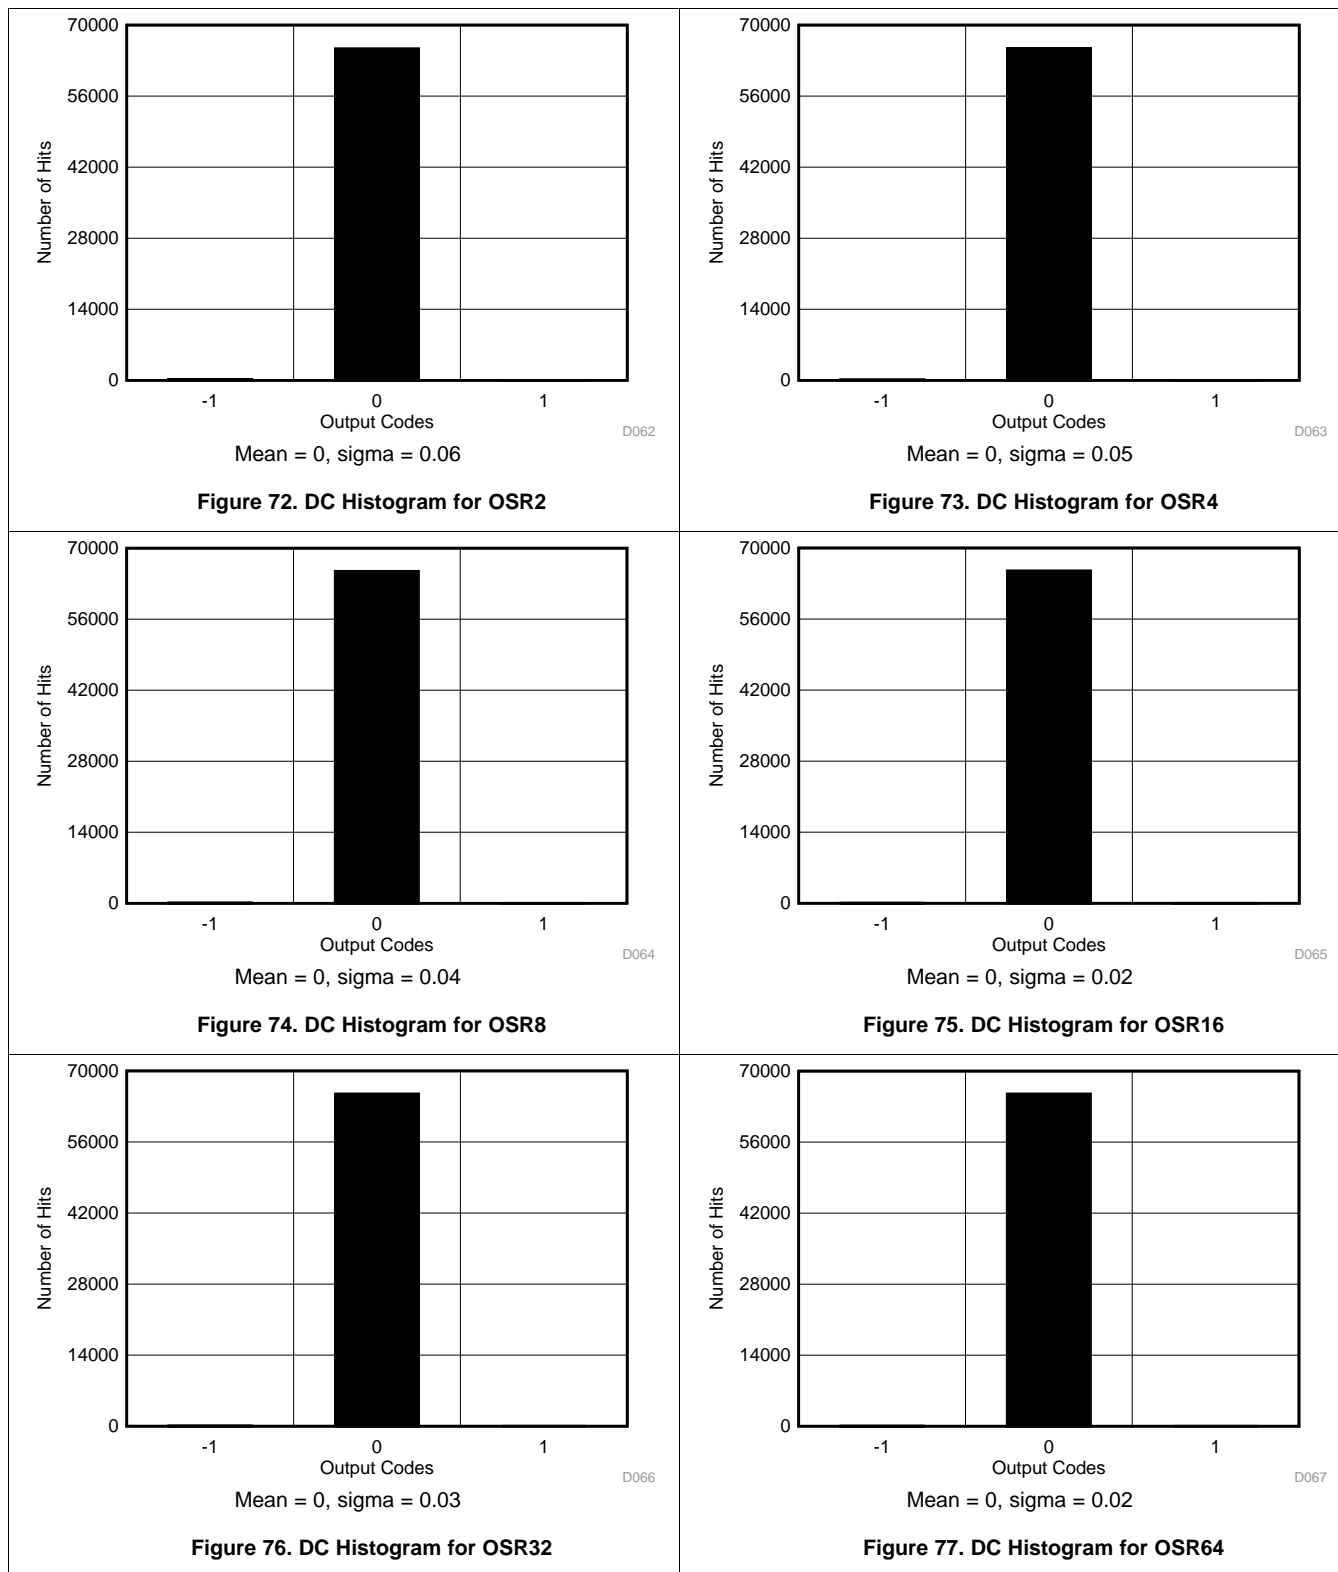 70000
56000
42000
28000
14000
0
Number of Hits
-1 0 1
Output Codes
D062
Mean = 0, sigma = 0.06
Figure 72. DC Histogram for OSR2
70000
56000
42000
28000
14000
0
Number of Hits
-1 0 1
Output Codes
D063
Mean = 0, sigma = 0.05
Figure 73. DC Histogram for OSR4
70000
56000
42000
28000
14000
0
Number of Hits
-1 0 1
Output Codes
D064
Mean = 0, sigma = 0.04
Figure 74. DC Histogram for OSR8
70000
56000
42000
28000
14000
0
Number of Hits
-1 0 1
Output Codes
D065
Mean = 0, sigma = 0.02
Figure 75. DC Histogram for OSR16
70000
56000
42000
28000
14000
0
Number of Hits
-1 0 1
Output Codes
D066
Mean = 0, sigma = 0.03
Figure 76. DC Histogram for OSR32
70000
56000
42000
28000
14000
0
Number of Hits
-1 0 1
Output Codes
D067
Mean = 0, sigma = 0.02
Figure 77. DC Histogram for OSR64